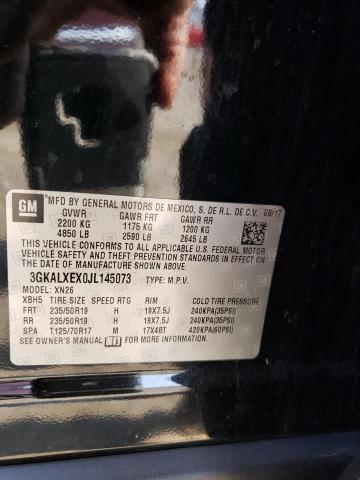 GM
MFD BY GENERAL MOTORS DE MEXICO, S. DE R.L. DE C.V. 08/17
GVWR GAWR FRT GAWR RR
2200 KG 1175 KG 1200 KG
4850 LB 2590 LB 2645 LB
THIS VEHICLE CONFORMS TO ALL APPLICABLE U.S. FEDERAL MOTOR
VEHICLE SAFETY AND THEFT PREVENTION STANDARDS IN EFFECT ON
THE DATE OF MANUFACTURE SHOWN ABOVE.
3GKALXEX0JL145073 TYPE: M.P.V.
MODEL: XN26
XBH5 TIRE SIZE SPEED RTG RIM COLD TIRE PRESSURE
FRT 235/50R19 H 19X7.5J 240KPA(35PSI)
RR 235/50R19 H 19X7.5J 240KPA(35PSI)
SPA T125/70R17 M 17X4BT 420KPA(60PSI)
SEE OWNER'S MANUAL FOR MORE INFORMATION